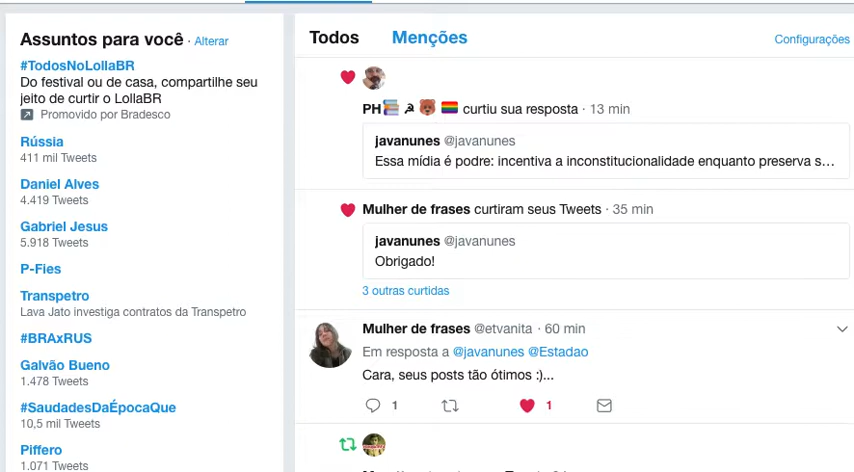 Assuntos para você · Alterar
#TodosNoLollaBR
Do festival ou de casa, compartilhe seu
jeito de curtir o LollaBR
Promovido por Bradesco
Rússia
411 mil Tweets
Daniel Alves
4.419 Tweets
Gabriel Jesus
5.918 Tweets
P-Fies
Transpetro
Lava Jato investiga contratos da Transpetro
#BRAxRUS
Galvão Bueno
1.478 Tweets
#SaudadesDaÉpocaQue
10,5 mil Tweets
Piffero
1.071 Tweets
Todos Menções Configurações
PH📚☭🐻🏳️‍🌈 curtiu sua resposta · 13 min
javanunes @javanunes
Essa mídia é podre: incentiva a inconstitucionalidade enquanto preserva s...
Mulher de frases curtiram seus Tweets · 35 min
javanunes @javanunes
Obrigado!
3 outras curtidas
Mulher de frases @etvanita · 60 min
Em resposta a @javanunes @Estadao
Cara, seus posts tão ótimos :)...
1 1